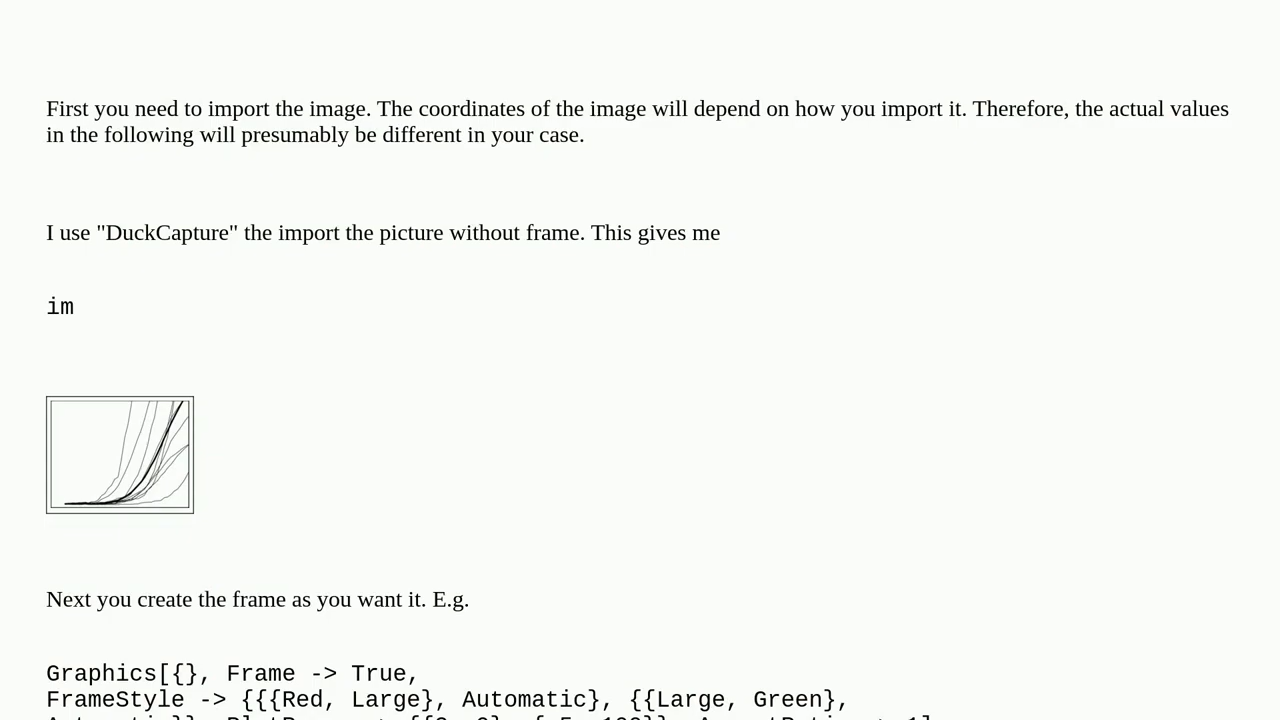 First you need to import the image. The coordinates of the image will depend on how you import it. Therefore, the actual values
in the following will presumably be different in your case.
I use "DuckCapture" the import the picture without frame. This gives me
im
Next you create the frame as you want it. E.g.
Graphics[{}, Frame -> True,
FrameStyle -> {{{Red, Large}, Automatic}, {{Large, Green},